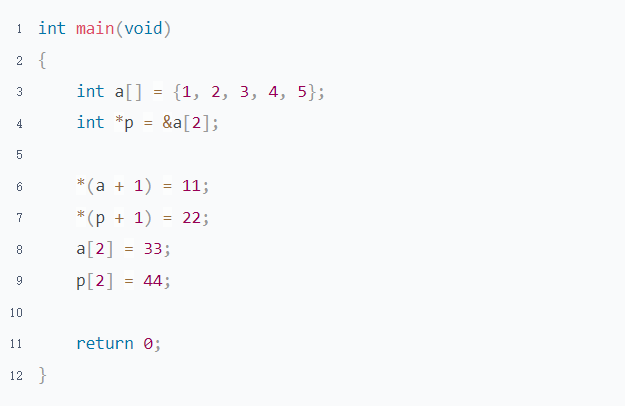 1 int main(void)
2 {
3     int a[] = {1, 2, 3, 4, 5};
4     int *p = &a[2];
5
6     *(a + 1) = 11;
7     *(p + 1) = 22;
8     a[2] = 33;
9     p[2] = 44;
10
11     return 0;
12 }